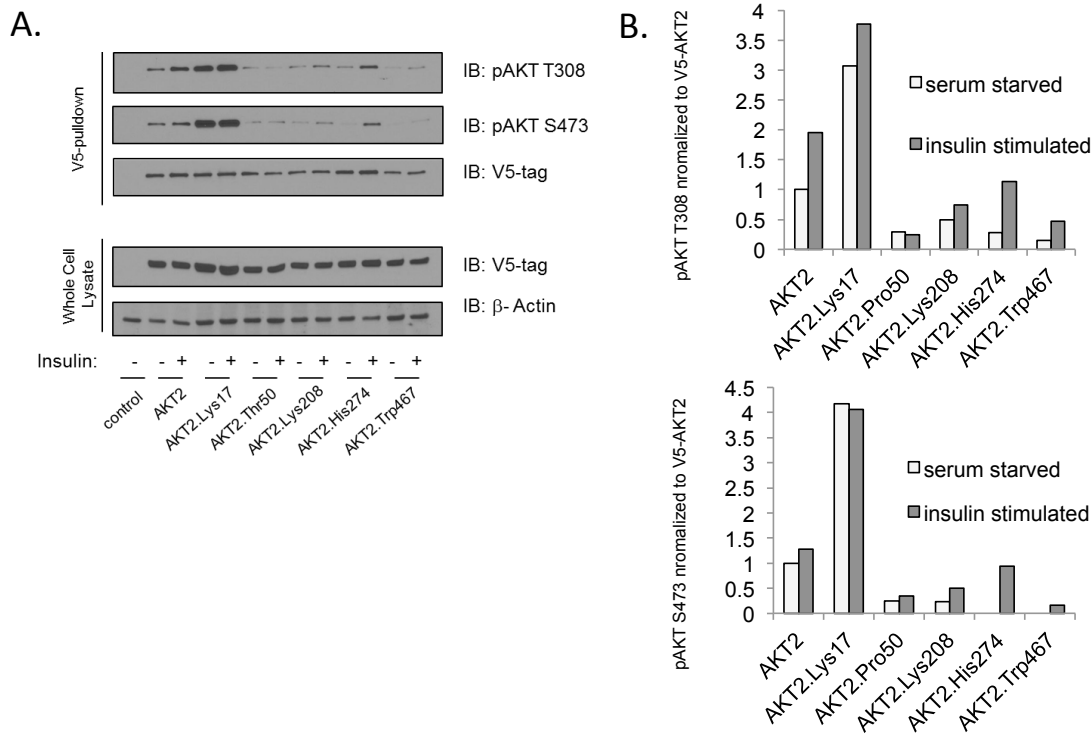 A.
V5-pulldown
IB: pAKT T308
IB: pAKT S473
IB: V5-tag
Whole Cell
Lysate
IB: V5-tag
IB: β- Actin
Insulin: - - + - + - + - + - + - +
control
AKT2
AKT2.Lys17
AKT2.Thr50
AKT2.Lys208
AKT2.His274
AKT2.Trp467
B.
pAKT T308 nromalized to V5-AKT2
4
3.5
3
2.5
2
1.5
1
0.5
0
serum starved
insulin stimulated
AKT2
AKT2.Lys17
AKT2.Pro50
AKT2.Lys208
AKT2.His274
AKT2.Trp467
pAKT S473 nromalized to V5-AKT2
4.5
4
3.5
3
2.5
2
1.5
1
0.5
0
serum starved
insulin stimulated
AKT2
AKT2.Lys17
AKT2.Pro50
AKT2.Lys208
AKT2.His274
AKT2.Trp467